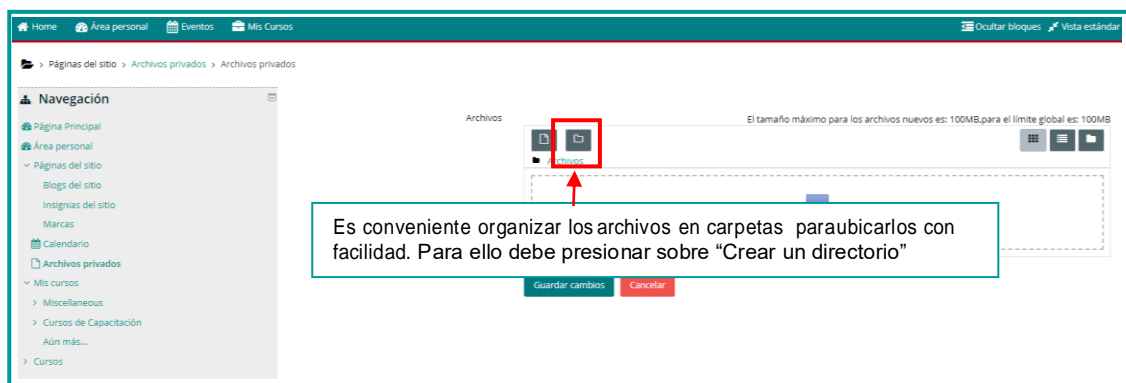 Home Área personal Eventos Mis Cursos Ocultar bloques Vista estándar
> Páginas del sitio > Archivos privados > Archivos privados
Navegación
Página Principal
Área personal
Páginas del sitio
Blogs del sitio
Insignias del sitio
Marcas
Calendario
Archivos privados
Mis cursos
> Miscellaneous
> Cursos de Capacitación
Aún más...
> Cursos
Archivos
El tamaño máximo para los archivos nuevos es: 100MB,para el límite global es: 100MB
Archivos
Es conveniente organizar los archivos en carpetas paraubicarlos con
facilidad. Para ello debe presionar sobre “Crear un directorio”
Guardar cambios Cancelar